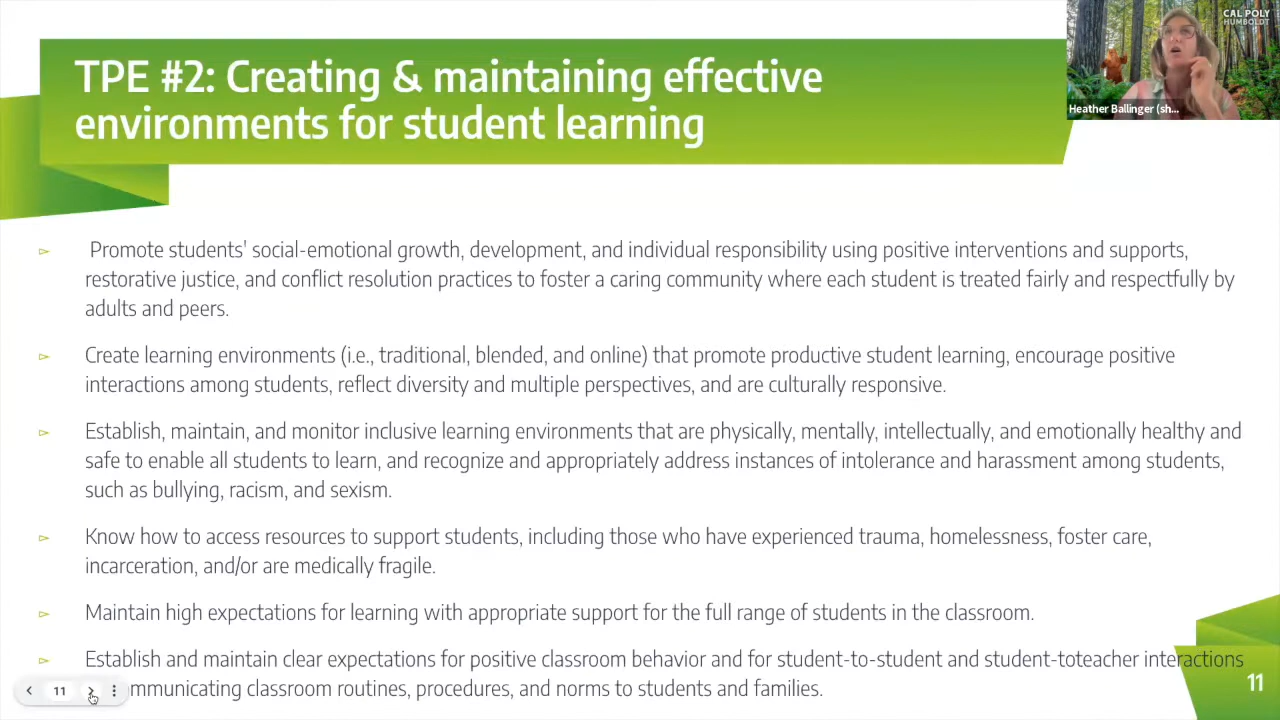 CAL POLY
HUMBOLDT
Heather Ballinger (sh...
TPE #2: Creating & maintaining effective
environments for student learning
Promote students' social-emotional growth, development, and individual responsibility using positive interventions and supports,
restorative justice, and conflict resolution practices to foster a caring community where each student is treated fairly and respectfully by
adults and peers.
Create learning environments (i.e., traditional, blended, and online) that promote productive student learning, encourage positive
interactions among students, reflect diversity and multiple perspectives, and are culturally responsive.
Establish, maintain, and monitor inclusive learning environments that are physically, mentally, intellectually, and emotionally healthy and
safe to enable all students to learn, and recognize and appropriately address instances of intolerance and harassment among students,
such as bullying, racism, and sexism.
Know how to access resources to support students, including those who have experienced trauma, homelessness, foster care,
incarceration, and/or are medically fragile.
Maintain high expectations for learning with appropriate support for the full range of students in the classroom.
Establish and maintain clear expectations for positive classroom behavior and for student-to-student and student-toteacher interactions
classroom routines, procedures, and norms to students and families.
11
11